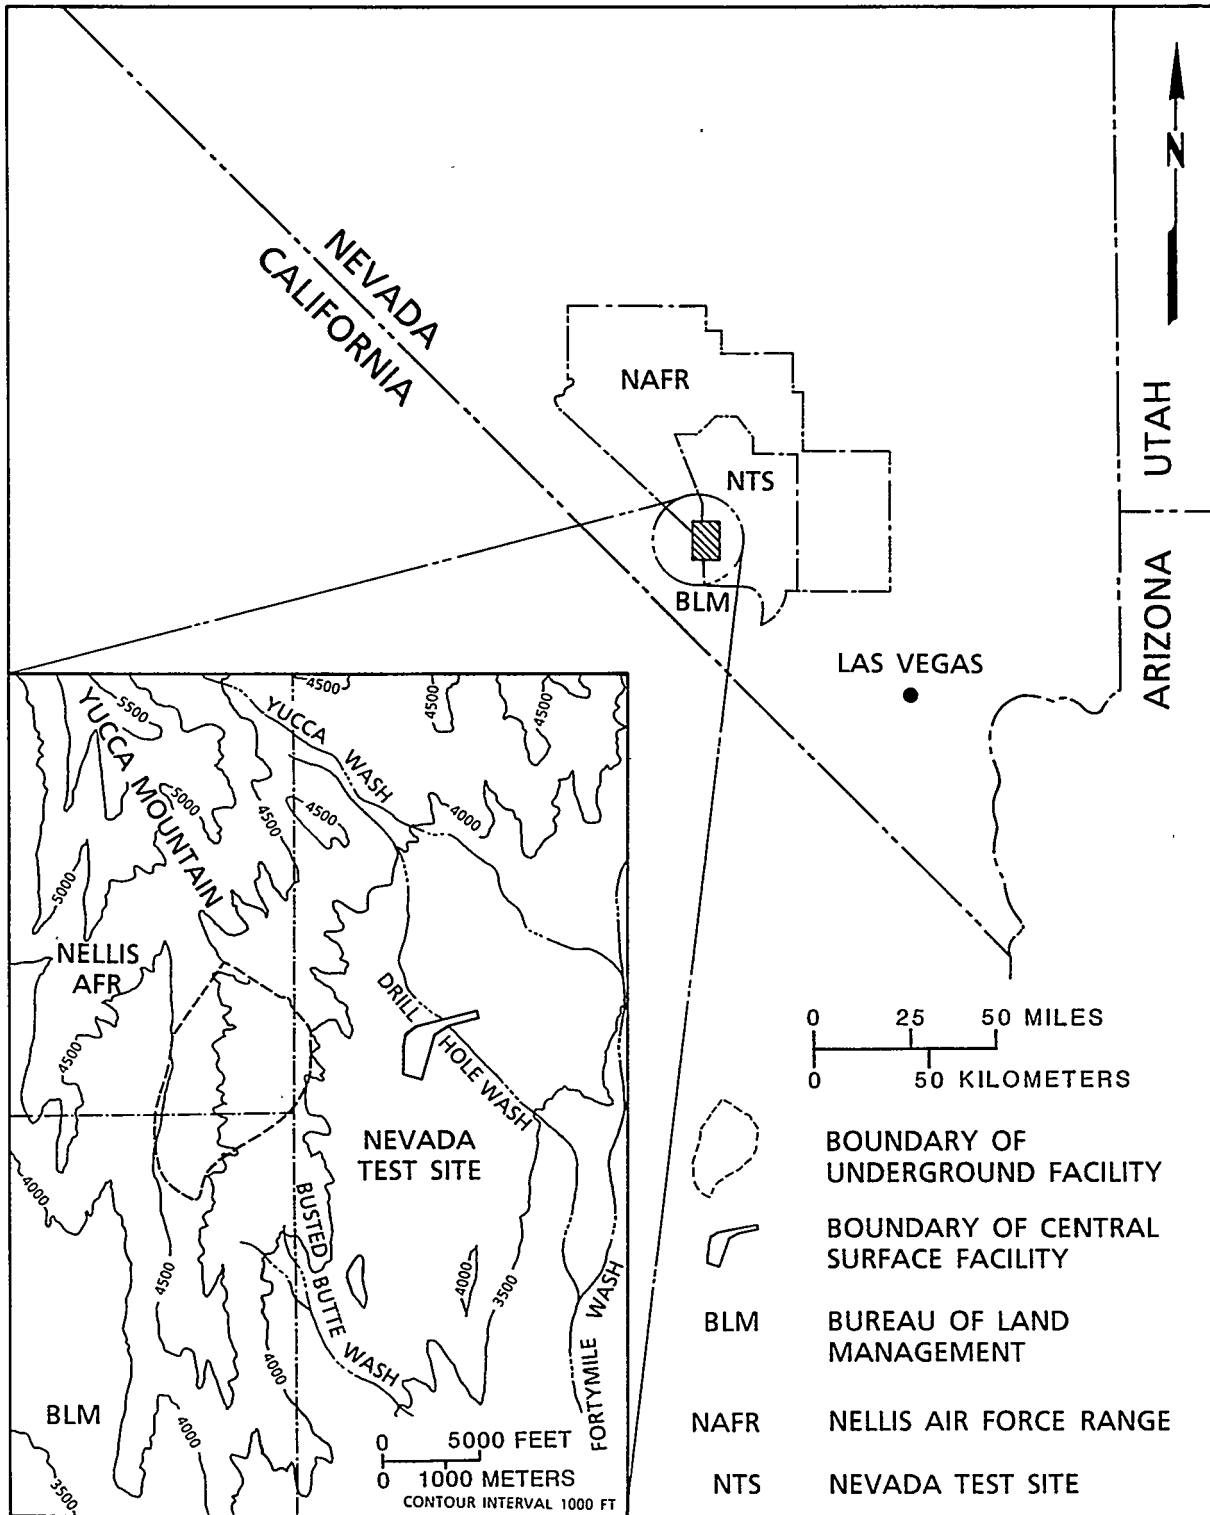 N
NEVADA
CALIFORNIA
UTAH
ARIZONA
NAFR
NTS
BLM
LAS VEGAS
4500
4500
4500
5500
YUCCA MOUNTAIN
YUCCA WASH
5000
4500
4500
4000
5000
NELLIS
AFR
4500
DRILL HOLE WASH
NEVADA
TEST SITE
4000
4500
BUSTED BUTTE WASH
4000
3500
FORTYMILE WASH
4000
BLM
4000
3500
0 5000 FEET
0 1000 METERS
CONTOUR INTERVAL 1000 FT
0 25 50 MILES
0 50 KILOMETERS
BOUNDARY OF
UNDERGROUND FACILITY
BOUNDARY OF CENTRAL
SURFACE FACILITY
BLM BUREAU OF LAND
MANAGEMENT
NAFR NELLIS AIR FORCE RANGE
NTS NEVADA TEST SITE